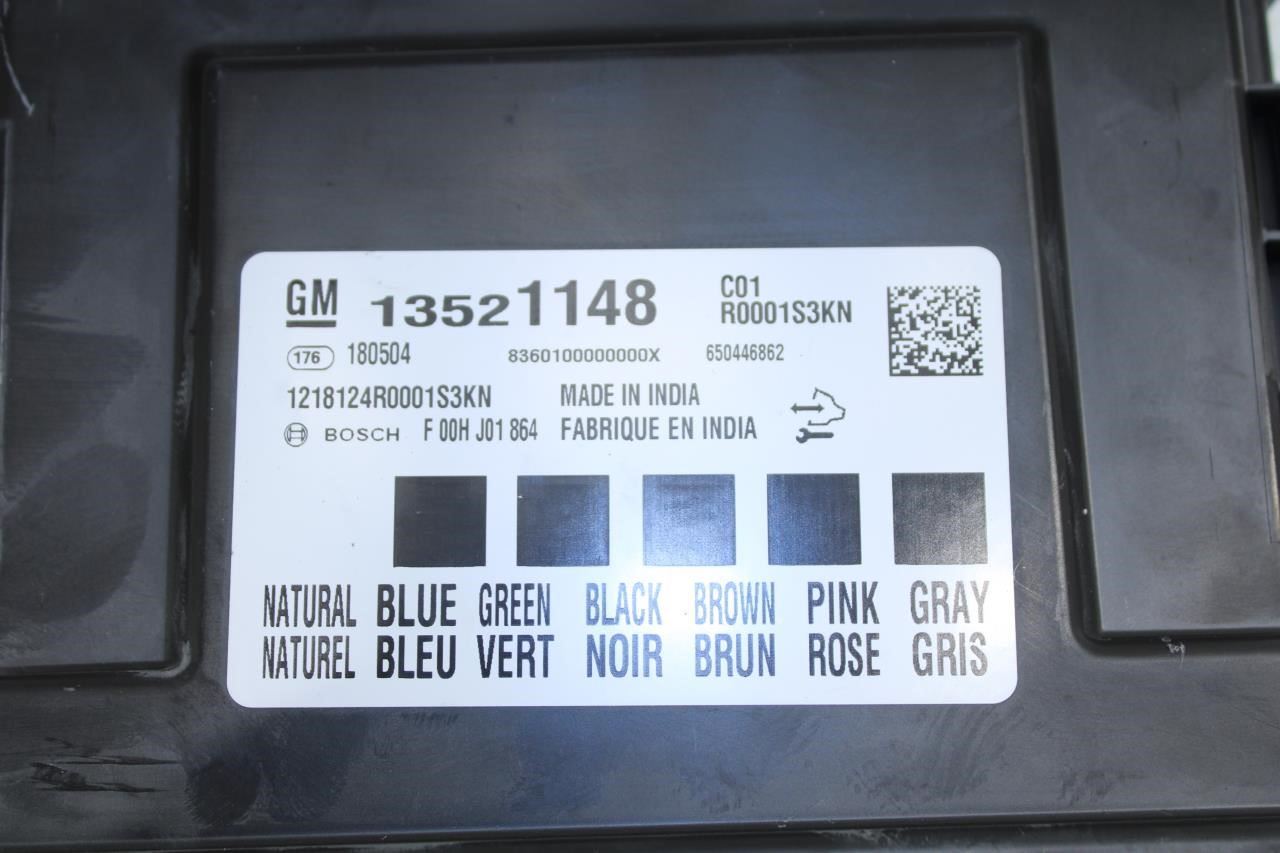 GM 13521148 C01
R0001S3KN
176 180504 8360100000000X 650446862
1218124R0001S3KN MADE IN INDIA
BOSCH F 00H J01 864 FABRIQUE EN INDIA
NATURAL BLUE GREEN BLACK BROWN PINK GRAY
NATUREL BLEU VERT NOIR BRUN ROSE GRIS